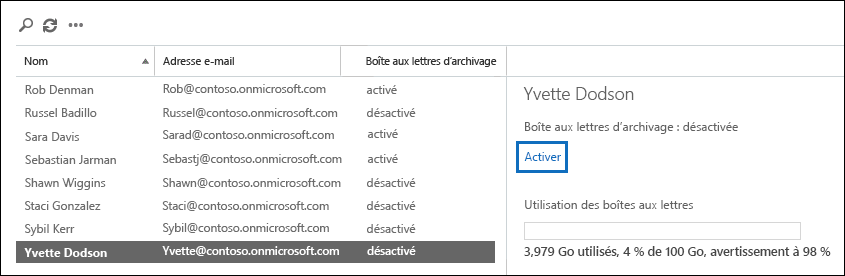 Nom Adresse e-mail Boîte aux lettres d'archivage
Rob Denman Rob@contoso.onmicrosoft.com activé
Russel Badillo Russel@contoso.onmicrosoft.com désactivé
Sara Davis Sarad@contoso.onmicrosoft.com activé
Sebastian Jarman Sebastj@contoso.onmicrosoft.com activé
Shawn Wiggins Shawn@contoso.onmicrosoft.com désactivé
Staci Gonzalez Staci@contoso.onmicrosoft.com désactivé
Sybil Kerr Sybil@contoso.onmicrosoft.com désactivé
Yvette Dodson Yvette@contoso.onmicrosoft.com désactivé
Yvette Dodson
Boîte aux lettres d'archivage : désactivée
Activer
Utilisation des boîtes aux lettres
3,979 Go utilisés, 4 % de 100 Go, avertissement à 98 %